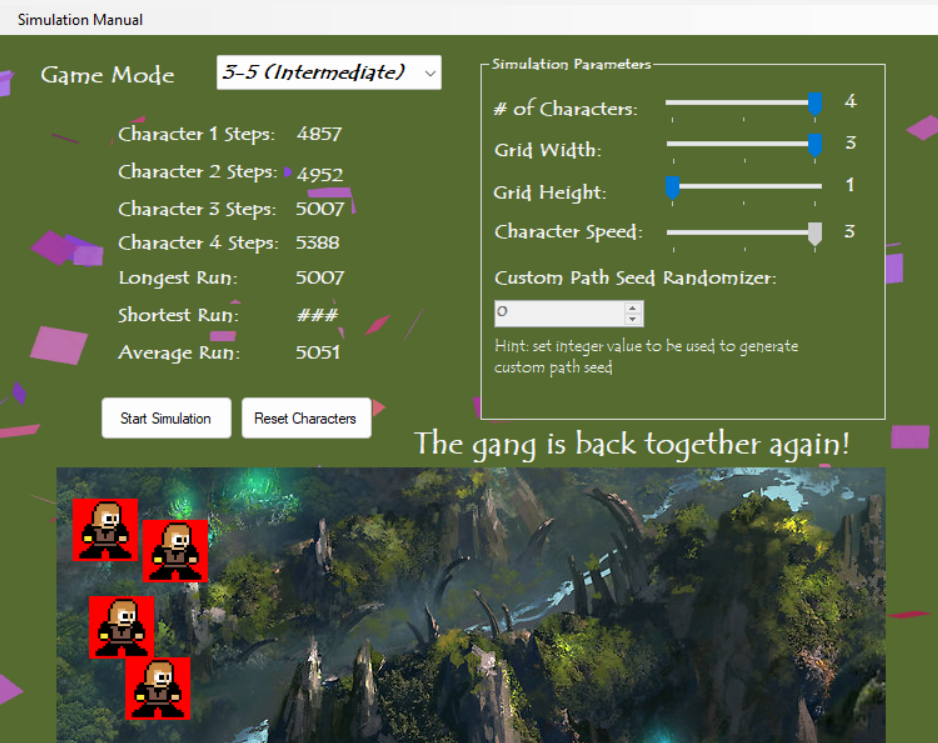 Simulation Manual
Game Mode 3-5 (Intermediate)
Character 1 Steps: 4857
Character 2 Steps: 4952
Character 3 Steps: 5007
Character 4 Steps: 5388
Longest Run: 5007
Shortest Run: ###
Average Run: 5051
Start Simulation Reset Characters
Simulation Parameters
# of Characters: 4
Grid Width: 3
Grid Height: 1
Character Speed: 3
Custom Path Seed Randomizer:
0
Hint: set integer value to be used to generate
custom path seed
The gang is back together again!